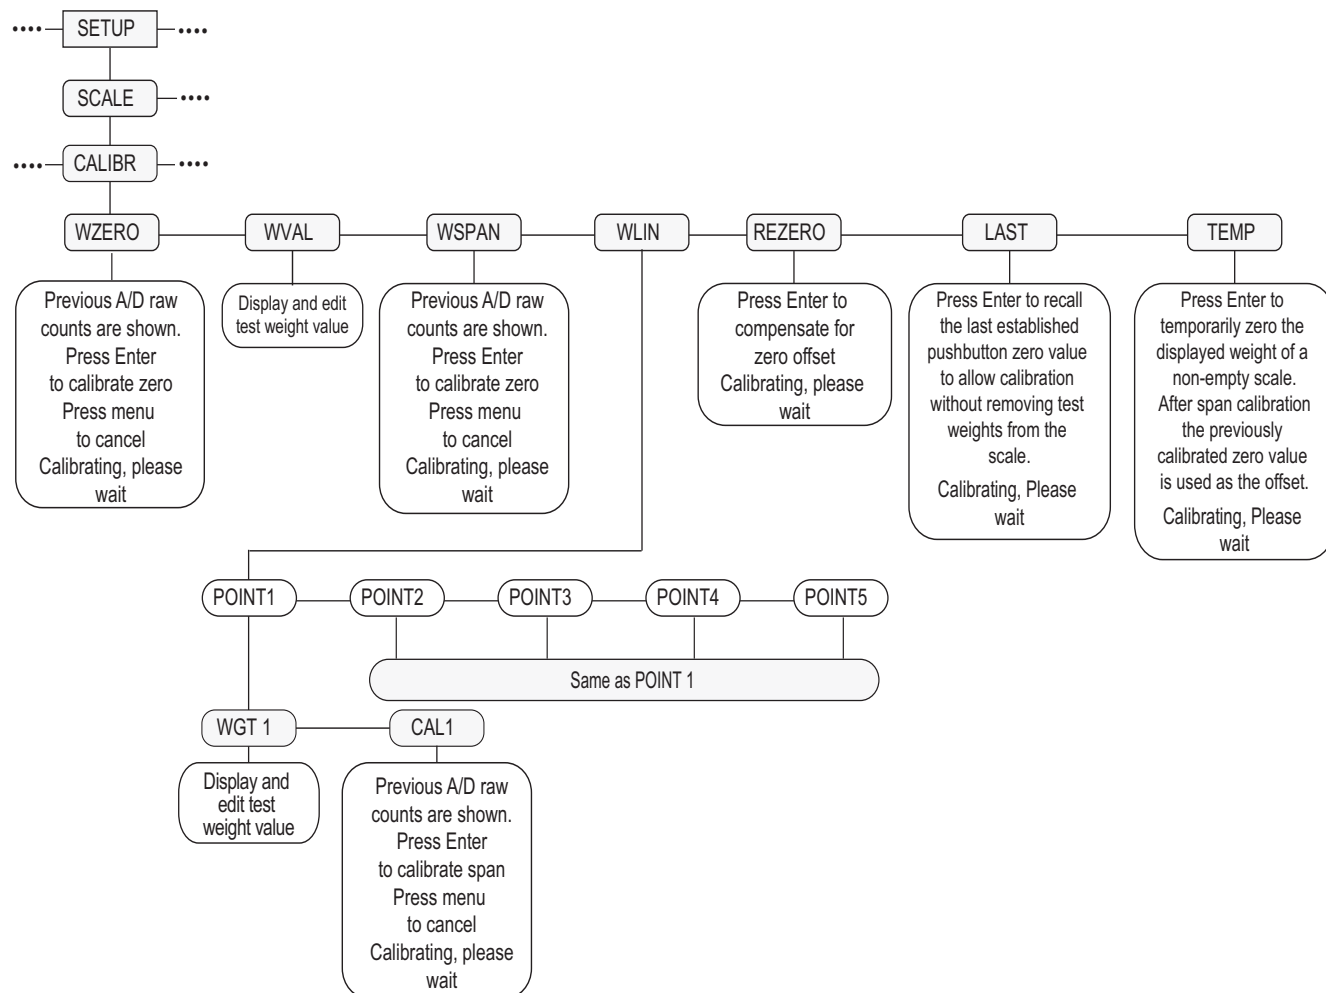 •••• SETUP ••••
SCALE ••••
•••• CALIBR ••••
WZERO WVAL WSPAN WLIN REZERO LAST TEMP
Previous A/D raw
counts are shown.
Press Enter
to calibrate zero
Press menu
to cancel
Calibrating, please
wait
Display and edit
test weight value
Previous A/D raw
counts are shown.
Press Enter
to calibrate zero
Press menu
to cancel
Calibrating, please
wait
Press Enter to
compensate for
zero offset
Calibrating, please
wait
Press Enter to recall
the last established
pushbutton zero value
to allow calibration
without removing test
weights from the
scale.
Calibrating, Please
wait
Press Enter to
temporarily zero the
displayed weight of a
non-empty scale.
After span calibration
the previously
calibrated zero value
is used as the offset.
Calibrating, Please
wait
POINT1 POINT2 POINT3 POINT4 POINT5
Same as POINT 1
WGT 1 CAL1
Display and
edit test
weight value
Previous A/D raw
counts are shown.
Press Enter
to calibrate span
Press menu
to cancel
Calibrating, please
wait